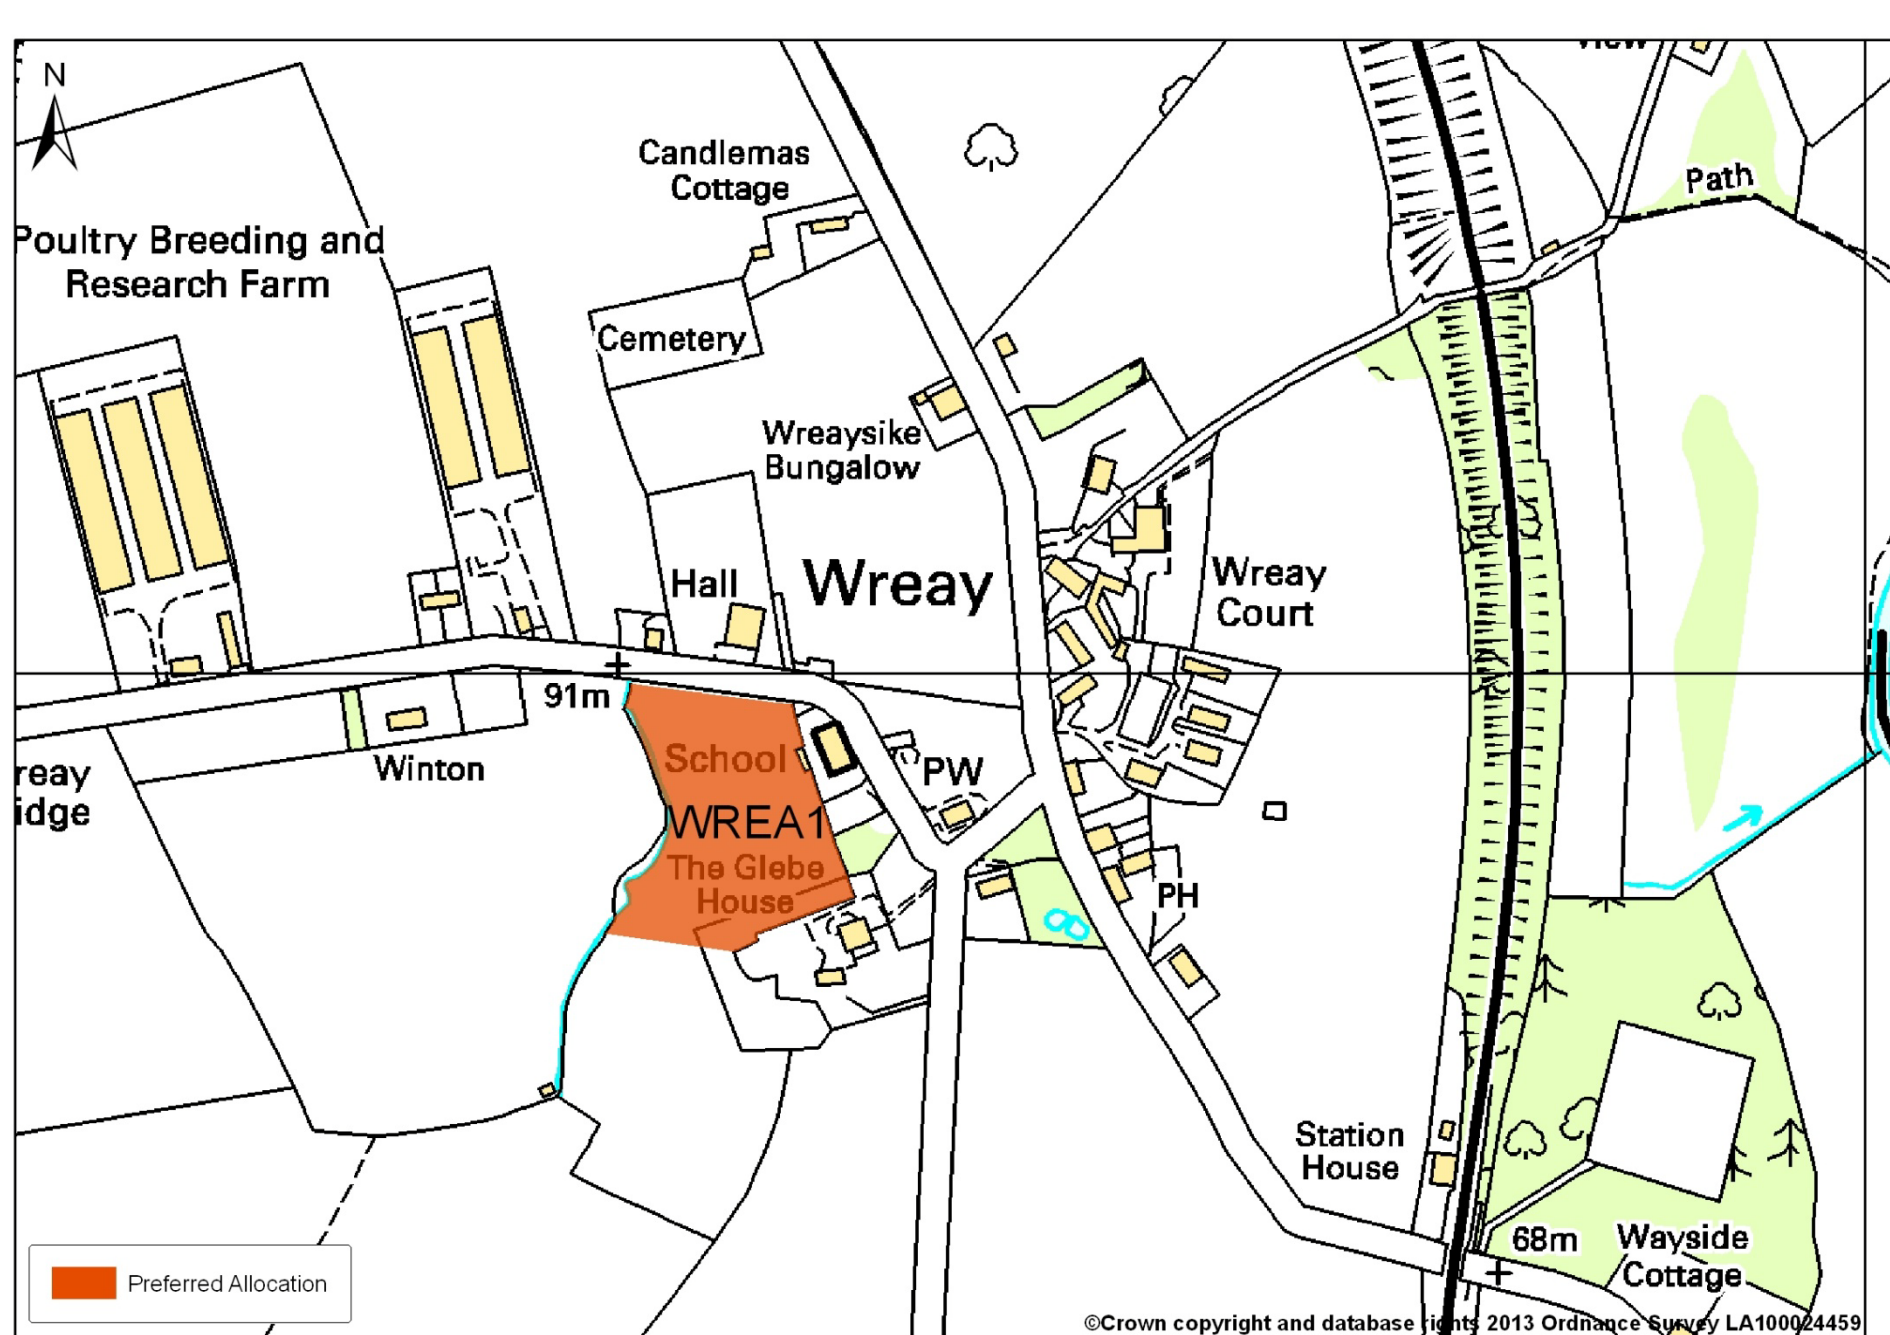 view
N
Path
Candlemas
Cottage
Poultry Breeding and
Research Farm
Cemetery
Wreaysike
Bungalow
Wreay
Hall
Wreay
Court
91m
School
Winton
PW
reay
idge
WREA1
The Glebe
House
PH
Station
House
68m
Wayside
Cottage
Preferred Allocation
©Crown copyright and database rights 2013 Ordnance Survey LA100024459